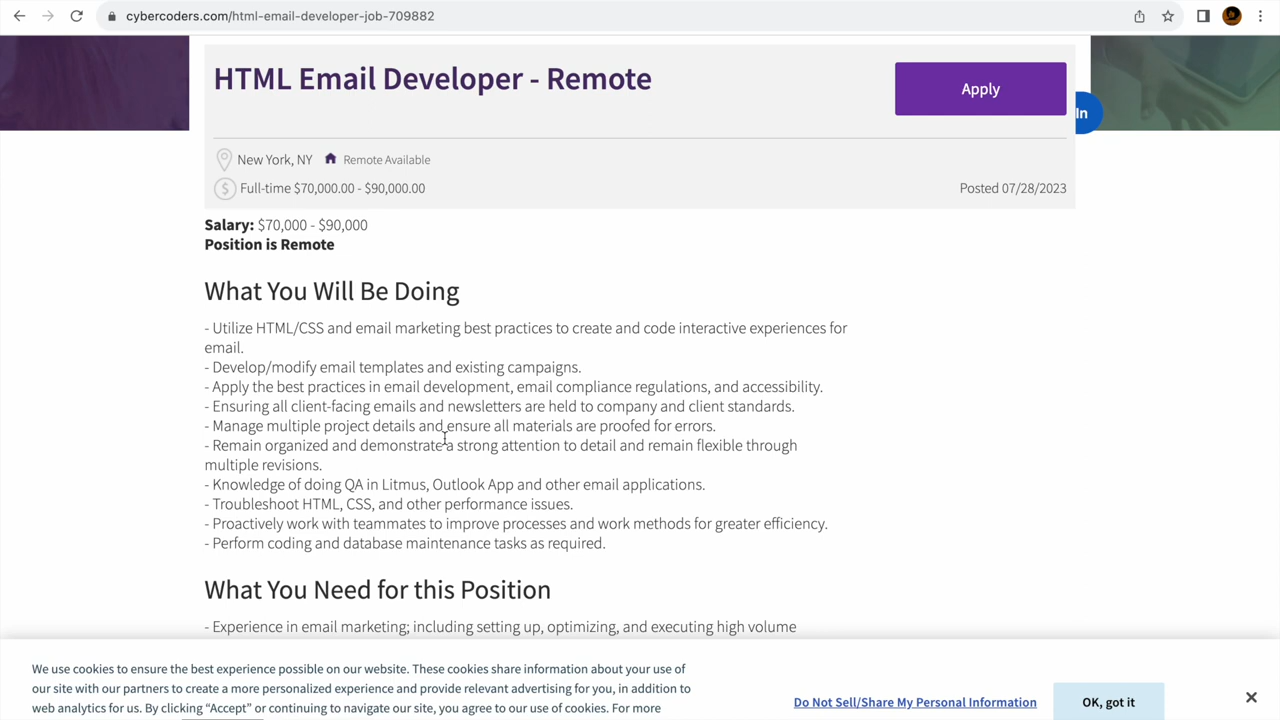 cybercoders.com/html-email-developer-job-709882
HTML Email Developer - Remote
Apply
In
New York, NY Remote Available
Full-time $70,000.00 - $90,000.00
Posted 07/28/2023
Salary: $70,000 - $90,000
Position is Remote
What You Will Be Doing
- Utilize HTML/CSS and email marketing best practices to create and code interactive experiences for
email.
- Develop/modify email templates and existing campaigns.
- Apply the best practices in email development, email compliance regulations, and accessibility.
- Ensuring all client-facing emails and newsletters are held to company and client standards.
- Manage multiple project details and ensure all materials are proofed for errors.
- Remain organized and demonstrate a strong attention to detail and remain flexible through
multiple revisions.
- Knowledge of doing QA in Litmus, Outlook App and other email applications.
- Troubleshoot HTML, CSS, and other performance issues.
- Proactively work with teammates to improve processes and work methods for greater efficiency.
- Perform coding and database maintenance tasks as required.
What You Need for this Position
- Experience in email marketing; including setting up, optimizing, and executing high volume
We use cookies to ensure the best experience possible on our website. These cookies share information about your use of
our site with our partners to create a more personalized experience and provide relevant advertising for you, in addition to
web analytics for us. By clicking “Accept” or continuing to navigate our site, you agree to our use of cookies. For more
Do Not Sell/Share My Personal Information
OK, got it